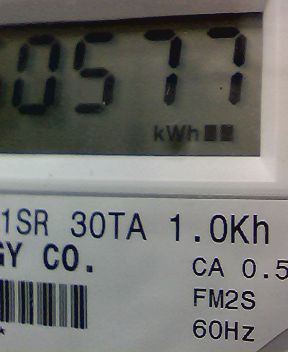 0577
kWh
1SR 30TA 1.0Kh
GY CO.
CA 0.5
FM2S
60Hz